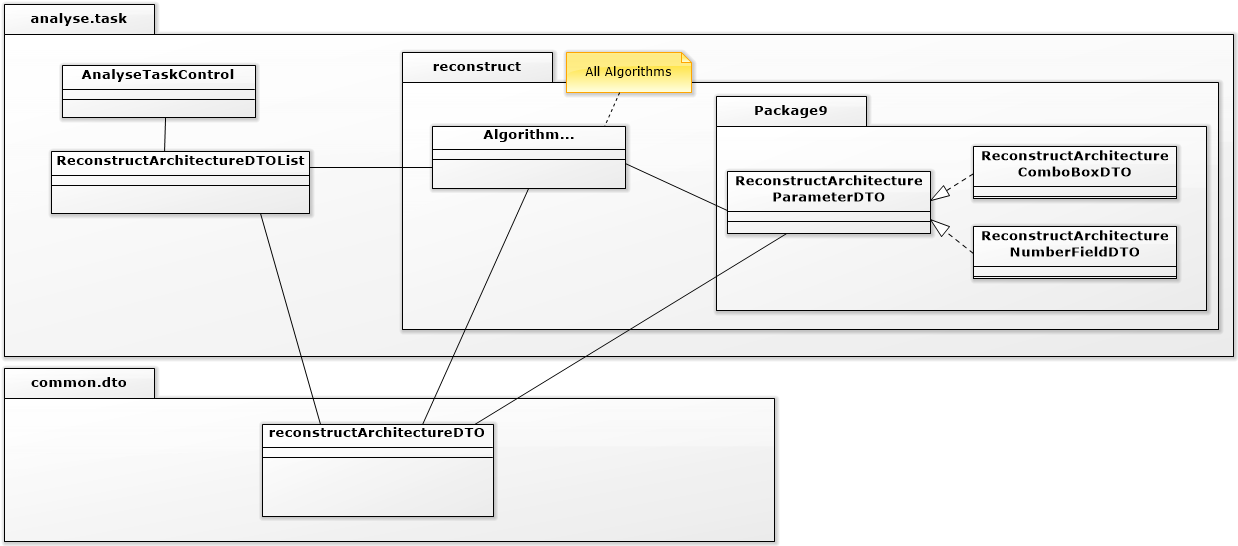 analyse.task
AnalyseTaskControl
ReconstructArchitectureDTOList
reconstruct
All Algorithms
Algorithm...
Package9
ReconstructArchitecture
ParameterDTO
ReconstructArchitecture
ComboBoxDTO
ReconstructArchitecture
NumberFieldDTO
common.dto
reconstructArchitectureDTO